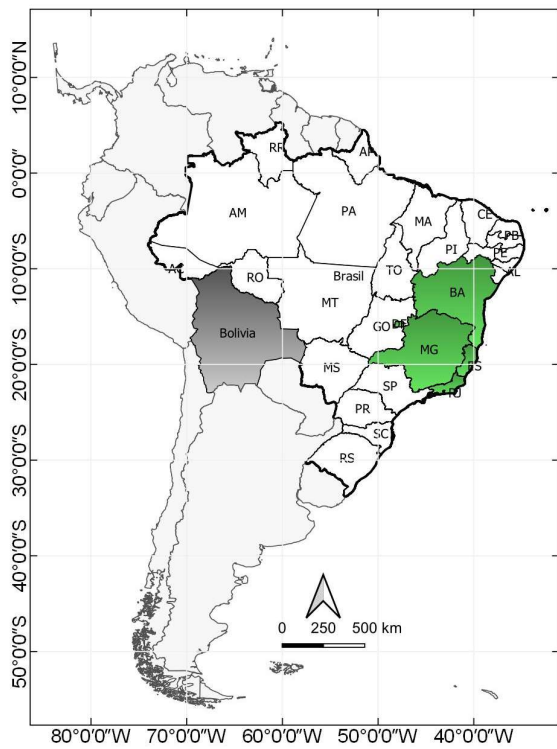 10°0'0"N
0°0'0"
10°0'0"S
20°0'0"S
30°0'0"S
40°0'0"S
50°0'0"S
RR
AP
AM
PA
MA
CE
PB
PI
PE
AL
AC
RO
Brasil
TO
BA
MT
Bolivia
GO
DF
MG
ES
MS
SP
RJ
PR
SC
RS
0 250 500 km
80°0'0"W 70°0'0"W 60°0'0"W 50°0'0"W 40°0'0"W